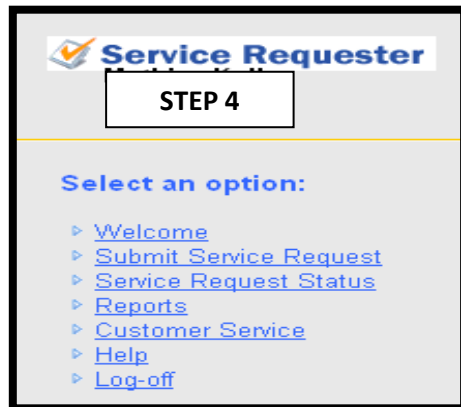 Service Requester
STEP 4
Select an option:
Welcome
Submit Service Request
Service Request Status
Reports
Customer Service
Help
Log-off